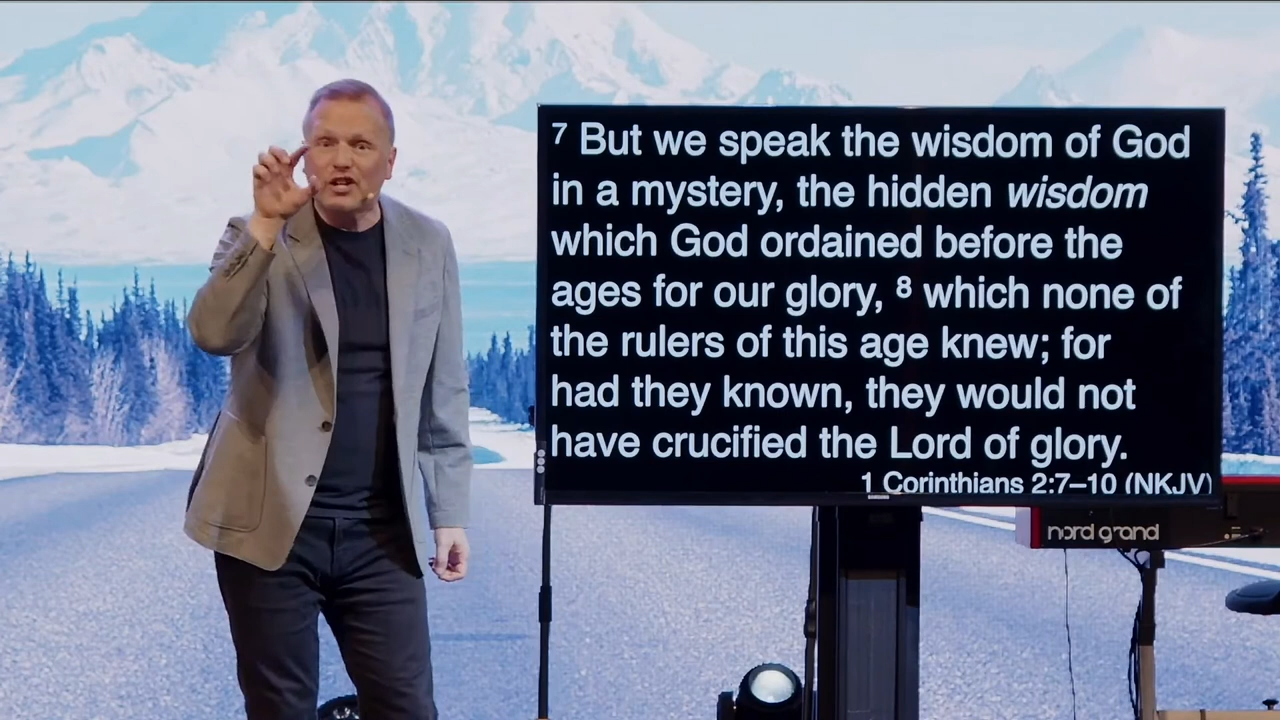 ⁷ But we speak the wisdom of God
in a mystery, the hidden wisdom
which God ordained before the
ages for our glory, ⁸ which none of
the rulers of this age knew; for
had they known, they would not
have crucified the Lord of glory.
1 Corinthians 2:7–10 (NKJV)
nord grand